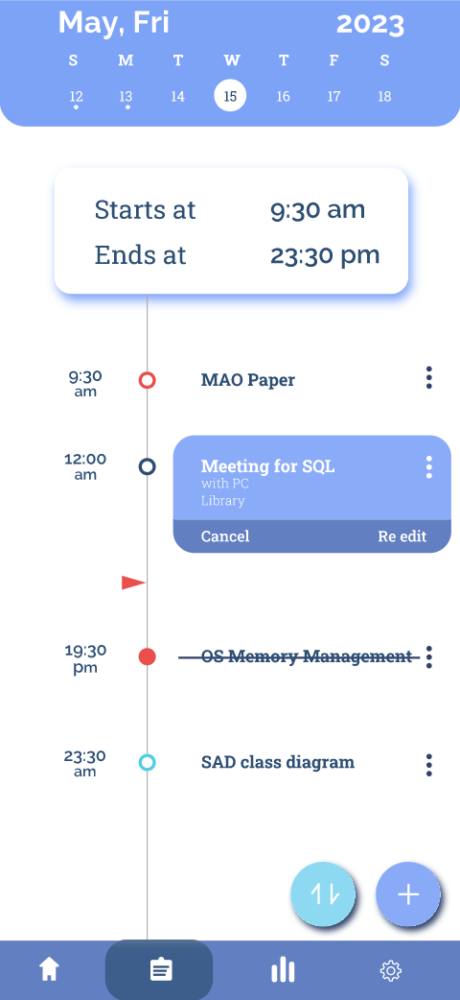 May, Fri 2023
S M T W T F S
12 13 14 15 16 17 18
Starts at 9:30 am
Ends at 23:30 pm
9:30
am
MAO Paper
12:00
am
Meeting for SQL
with PC
Library
Cancel Re edit
19:30
pm
OS Memory Management
23:30
am
SAD class diagram